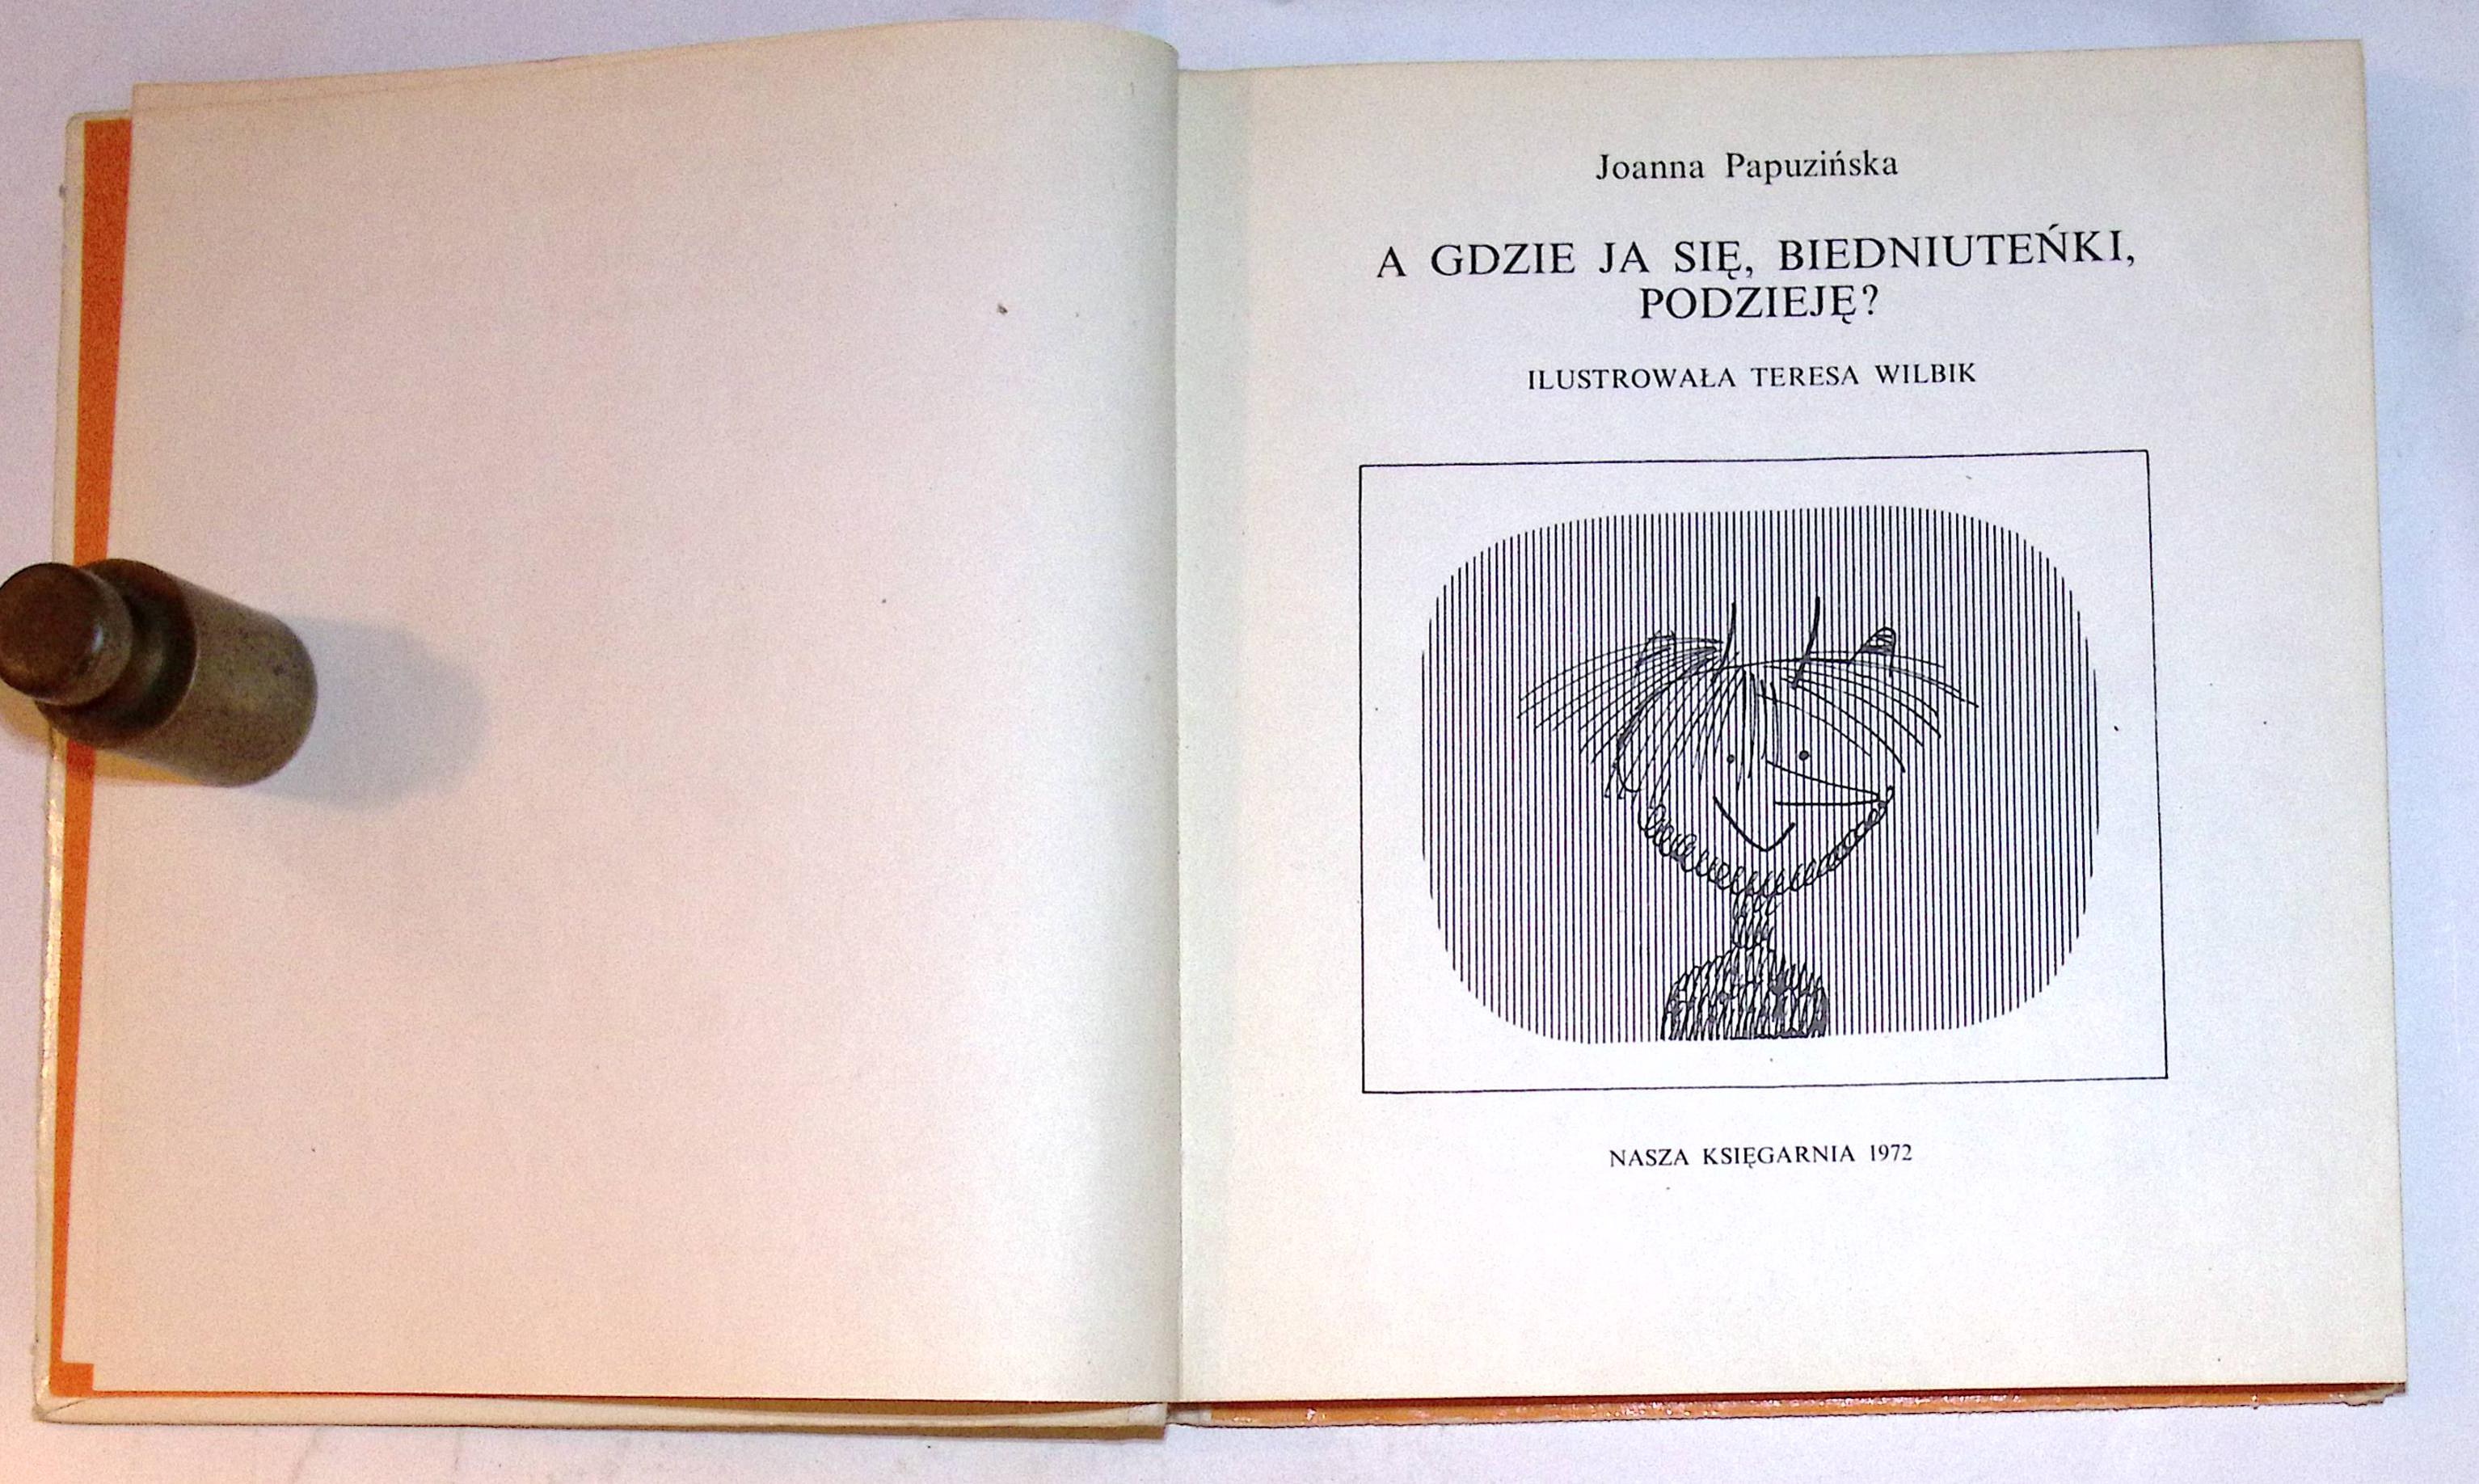 Joanna Papuzińska
A GDZIE JA SIĘ, BIEDNIUTEŃKI,
PODZIEJĘ?
ILUSTROWAŁA TERESA WILBIK
NASZA KSIĘGARNIA 1972